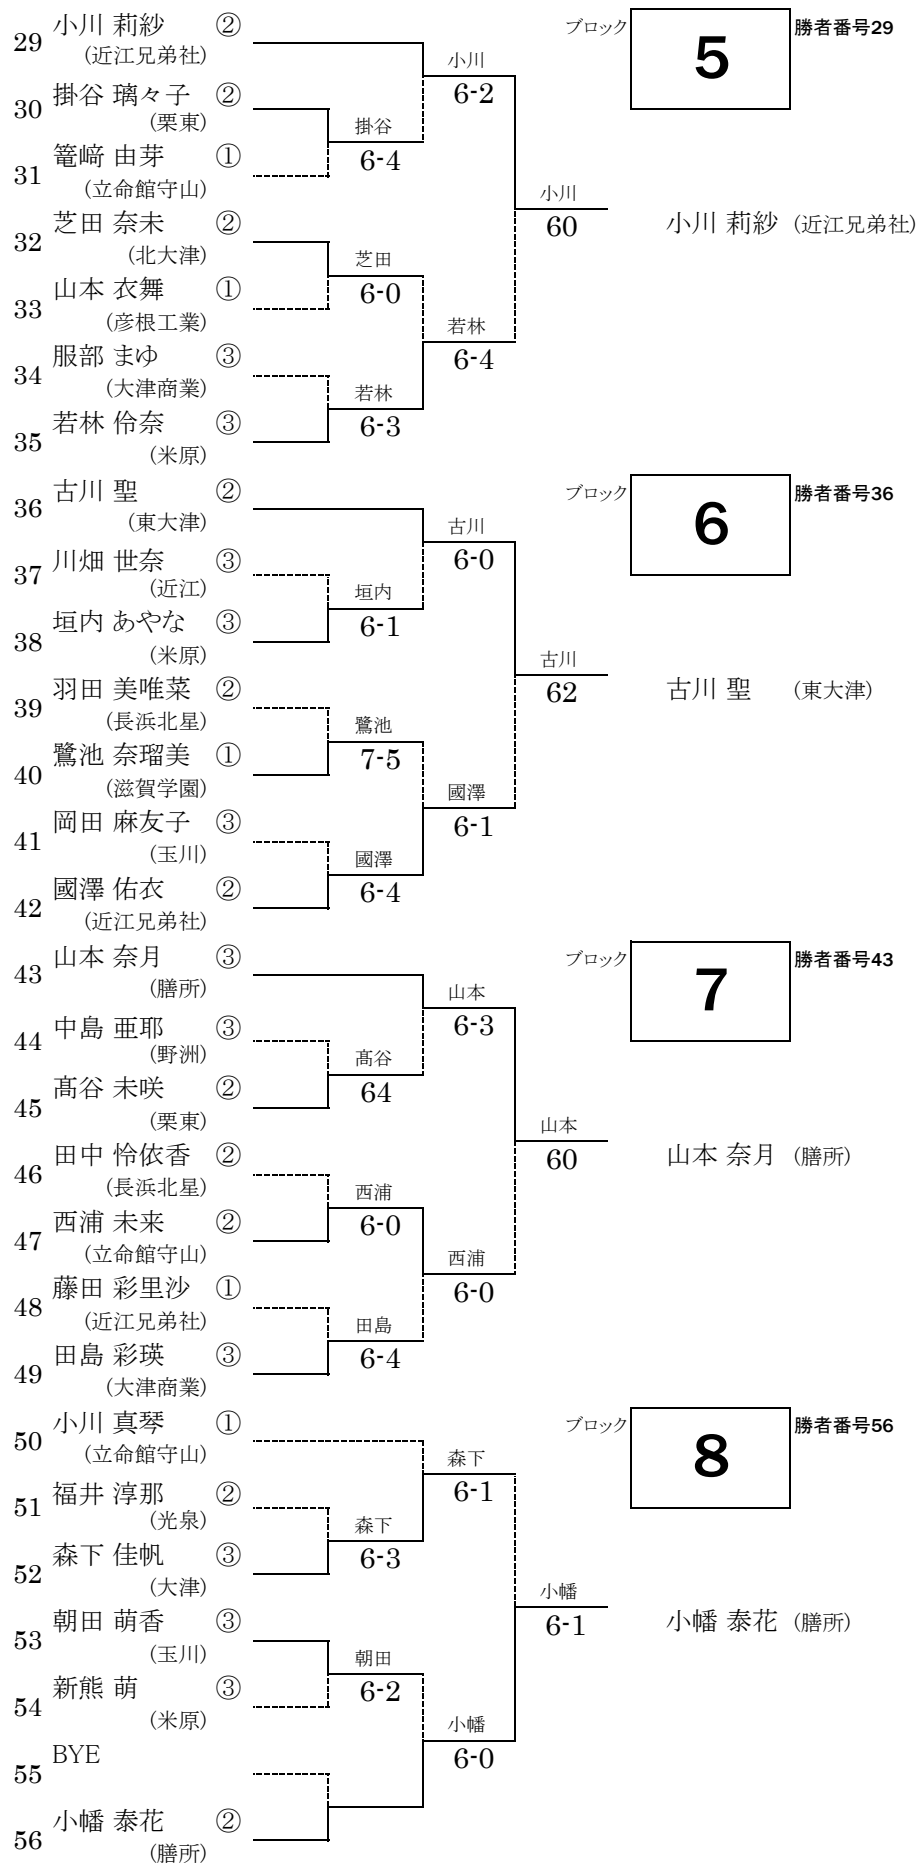 29 小川 莉紗 ②
(近江兄弟社)
30 掛谷 璃々子 ②
(栗東)
31 篭﨑 由芽 ①
(立命館守山)
32 芝田 奈未 ②
(北大津)
33 山本 衣舞 ①
(彦根工業)
34 服部 まゆ ③
(大津商業)
35 若林 伶奈 ③
(米原)
掛谷
6-4
芝田
6-0
若林
6-3
小川
6-2
若林
6-4
小川
60
ブロック 5 勝者番号29
小川 莉紗 (近江兄弟社)
36 古川 聖 ②
(東大津)
37 川畑 世奈 ③
(近江)
38 垣内 あやな ③
(米原)
39 羽田 美唯菜 ②
(長浜北星)
40 鷺池 奈瑠美 ①
(滋賀学園)
41 岡田 麻友子 ③
(玉川)
42 國澤 佑衣 ②
(近江兄弟社)
垣内
6-1
鷺池
7-5
國澤
6-4
古川
6-0
國澤
6-1
古川
62
ブロック 6 勝者番号36
古川 聖 (東大津)
43 山本 奈月 ③
(膳所)
44 中島 亜耶 ③
(野洲)
45 髙谷 未咲 ②
(栗東)
46 田中 怜依香 ②
(長浜北星)
47 西浦 未来 ②
(立命館守山)
48 藤田 彩里沙 ①
(近江兄弟社)
49 田島 彩瑛 ③
(大津商業)
髙谷
64
西浦
6-0
田島
6-4
山本
6-3
西浦
6-0
山本
60
ブロック 7 勝者番号43
山本 奈月 (膳所)
50 小川 真琴 ①
(立命館守山)
51 福井 淳那 ②
(光泉)
52 森下 佳帆 ③
(大津)
53 朝田 萌香 ③
(玉川)
54 新熊 萌 ③
(米原)
55 BYE
56 小幡 泰花 ②
(膳所)
森下
6-3
朝田
6-2
森下
6-1
小幡
6-0
小幡
6-1
ブロック 8 勝者番号56
小幡 泰花 (膳所)